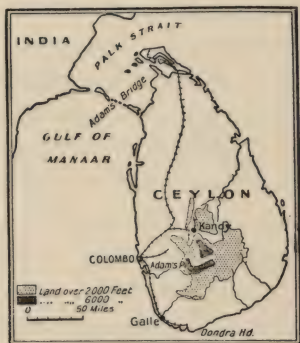 INDIA
PALK STRAIT
Adams Bridge
GULF OF
MANAAR
CEYLON
Kandy
COLOMBO
Adam's P.
Land over 2000 Feet
6000 "
0 50 Miles
Galle
Dondra Hd.